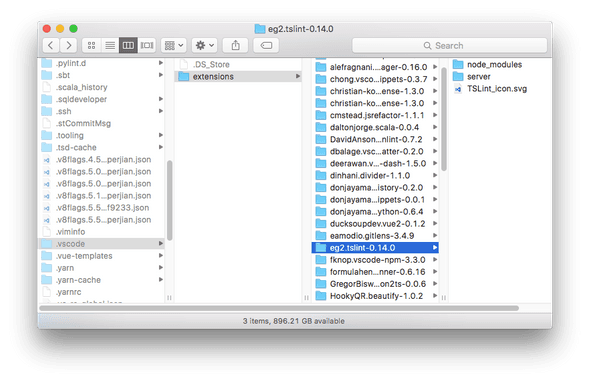 eg2.tslint-0.14.0
Search
.pylint.d
.sbt
.scala_history
.sqldeveloper
.ssh
.stCommitMsg
.tooling
.tsd-cache
.v8flags.4.5...perjian.json
.v8flags.5.0...perjian.json
.v8flags.5.1...perjian.json
.v8flags.5.5...f9233.json
.v8flags.5.5...perjian.json
.viminfo
.vscode
.vue-templates
.yarn
.yarn-cache
.yarnrc
.DS_Store
extensions
alefragnani....ager-0.16.0
chong.vsco...ippets-0.3.7
christian-ko...ense-1.3.0
christian-ko...ense-1.3.0
cmstead.jsrefactor-1.1.1
daltonjorge.scala-0.0.4
DavidAnson...nlint-0.7.2
dbalage.vsc...atter-0.2.0
deerawan.v...-dash-1.5.0
dinhani.divider-1.1.0
donjayama...istory-0.2.0
donjayama...ippets-0.0.1
donjayama...ython-0.6.4
ducksoupdev.vue2-0.1.2
eamodio.gitlens-3.4.9
eg2.tslint-0.14.0
fknop.vscode-npm-3.3.0
formulahen...nner-0.6.16
GregorBisw...on2ts-0.0.6
HookyQR.beautify-1.0.2
node_modules
server
TSLint_icon.svg
3 items, 896.21 GB available